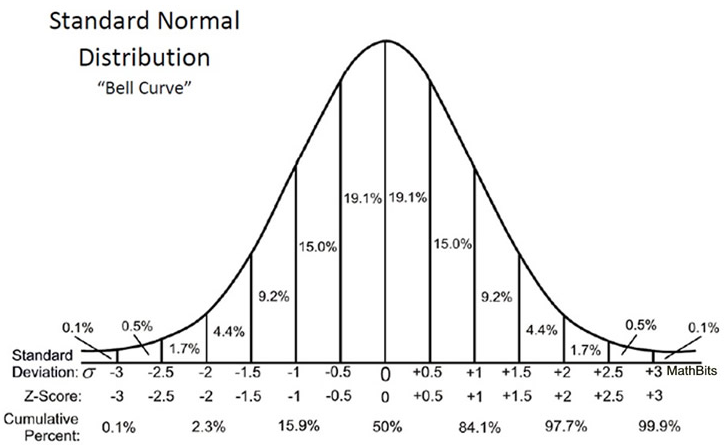 Standard Normal
Distribution
“Bell Curve”
19.1% 19.1%
15.0% 15.0%
9.2% 9.2%
0.1% 0.5% 4.4% 4.4% 0.5% 0.1%
1.7% 1.7%
Standard
Deviation: σ -3 -2.5 -2 -1.5 -1 -0.5 0 +0.5 +1 +1.5 +2 +2.5 +3 MathBits
Z-Score: -3 -2.5 -2 -1.5 -1 -0.5 0 +0.5 +1 +1.5 +2 +2.5 +3
Cumulative
Percent: 0.1% 2.3% 15.9% 50% 84.1% 97.7% 99.9%